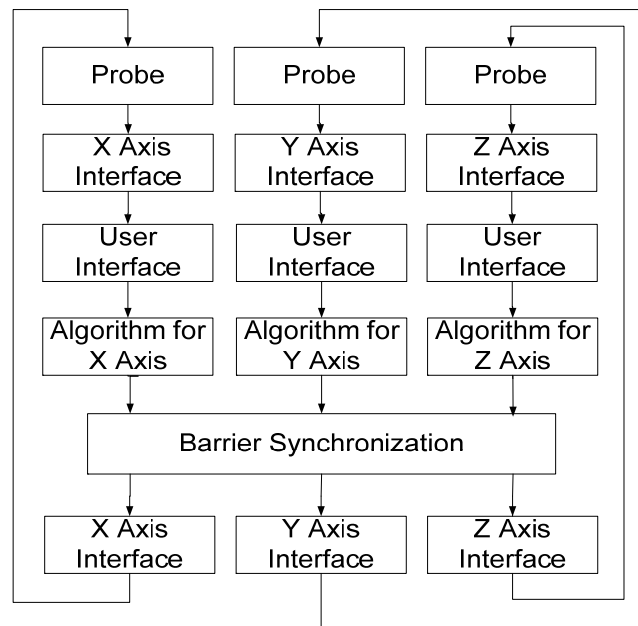 Probe
Probe
Probe
X Axis
Interface
Y Axis
Interface
Z Axis
Interface
User
Interface
User
Interface
User
Interface
Algorithm for
X Axis
Algorithm for
Y Axis
Algorithm for
Z Axis
Barrier Synchronization
X Axis
Interface
Y Axis
Interface
Z Axis
Interface